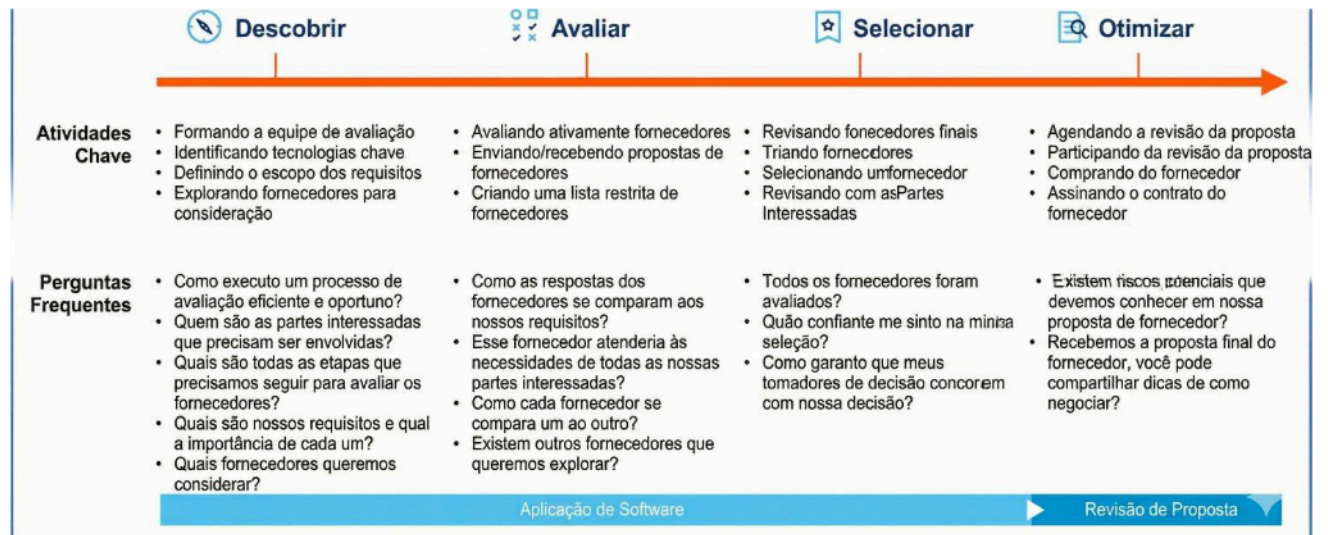 Descobrir
Avaliar
Selecionar
Otimizar
Atividades
Chave
• Formando a equipe de avaliação
• Identificando tecnologias chave
• Definindo o escopo dos requisitos
• Explorando fornecedores para
consideração
• Avaliando ativamente fornecedores
• Enviando/recebendo propostas de
fornecedores
• Criando uma lista restrita de
fornecedores
• Revisando fonecedores finais
• Triando fornecdores
• Selecionando umfornecedor
• Revisando com asPartes
Interessadas
• Agendando a revisão da proposta
• Participando da revisão da proposta
• Comprando do fornecedor
• Assinando o contrato do
fornecedor
Perguntas
Frequentes
• Como executo um processo de
avaliação eficiente e oportuno?
• Quem são as partes interessadas
que precisam ser envolvidas?
• Quais são todas as etapas que
precisamos seguir para avaliar os
fornecedores?
• Quais são nossos requisitos e qual
a importância de cada um?
• Quais fornecedores queremos
considerar?
• Como as respostas dos
fornecedores se comparam aos
nossos requisitos?
• Esse fornecedor atenderia às
necessidades de todas as nossas
partes interessadas?
• Como cada fornecedor se
compara um ao outro?
• Existem outros fornecedores que
queremos explorar?
• Todos os fornecedores foram
avaliados?
• Quão confiante me sinto na minha
seleção?
• Como garanto que meus
tomadores de decisão concorem
com nossa decisão?
• Existem riscos que
devemos conhecer em nossa
proposta de fornecedor?
• Recebemos a proposta final do
fornecedor, você pode
compartilhar dicas de como
negociar?
Aplicação de Software
Revisão de Proposta